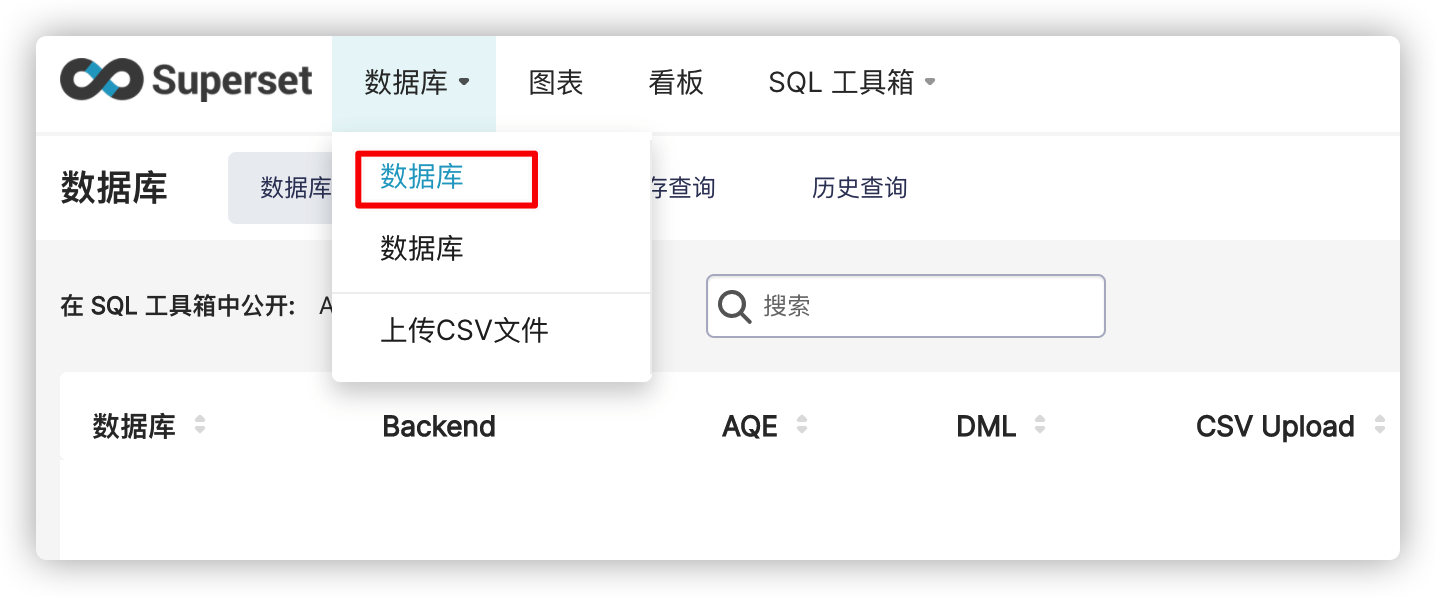 Superset 数据库 图表 看板 SQL 工具箱
数据库
数据库
上传CSV文件
数据库 数据库 存查询 历史查询
在 SQL 工具箱中公开: 搜索
数据库 Backend AQE DML CSV Upload